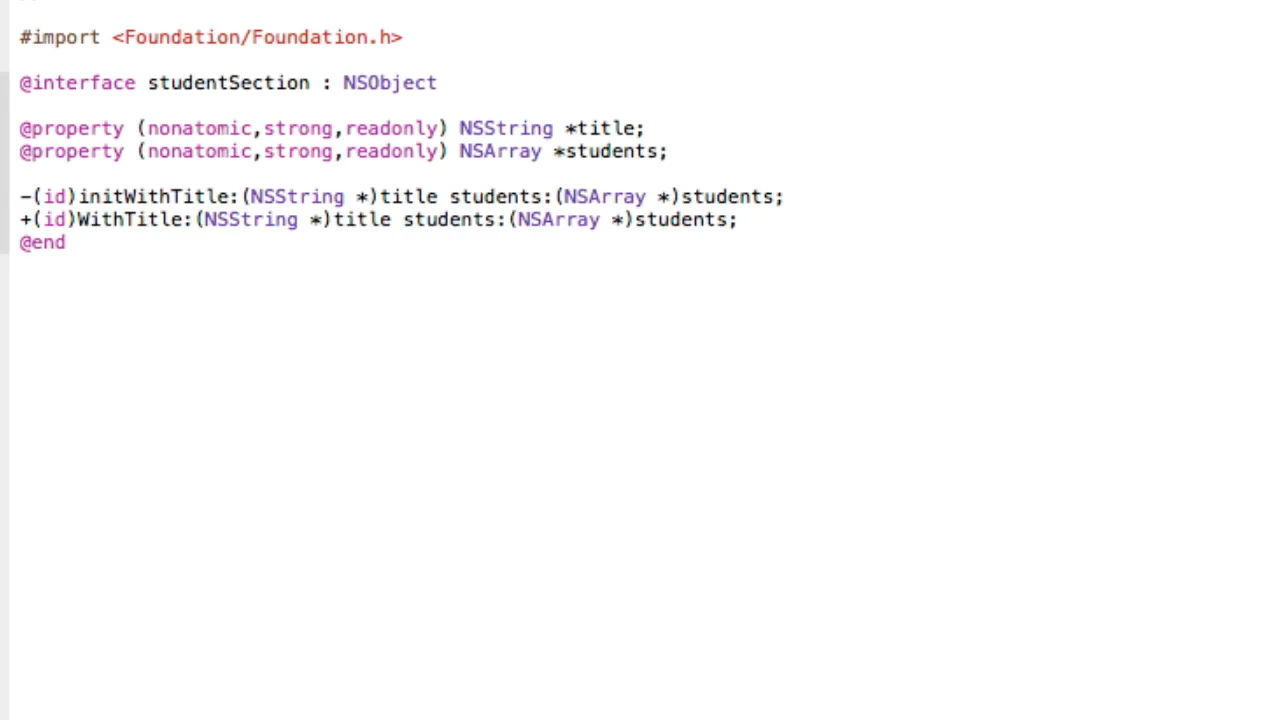 #import <Foundation/Foundation.h>
@interface studentSection : NSObject
@property (nonatomic,strong,readonly) NSString *title;
@property (nonatomic,strong,readonly) NSArray *students;
-(id)initWithTitle:(NSString *)title students:(NSArray *)students;
+(id)WithTitle:(NSString *)title students:(NSArray *)students;
@end